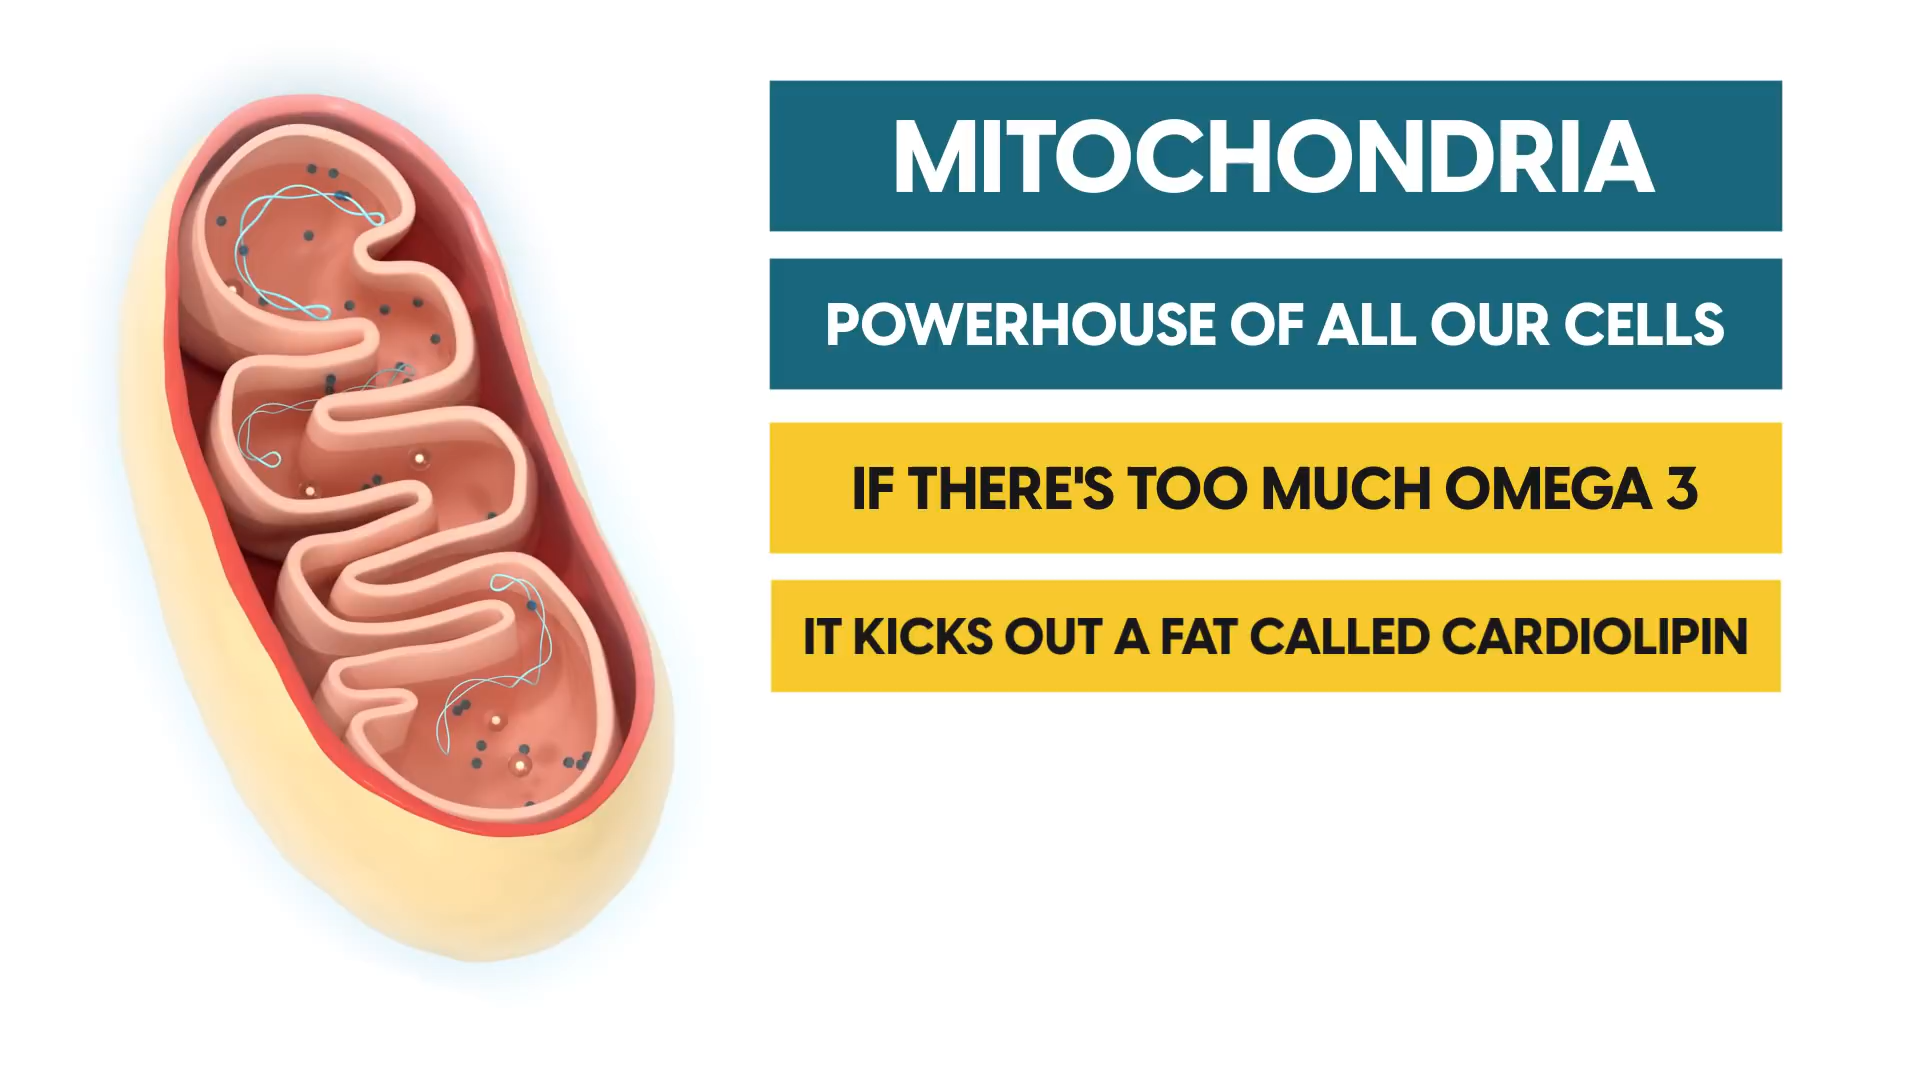 MITOCHONDRIA
POWERHOUSE OF ALL OUR CELLS
IF THERE'S TOO MUCH OMEGA 3
IT KICKS OUT A FAT CALLED CARDIOLIPIN